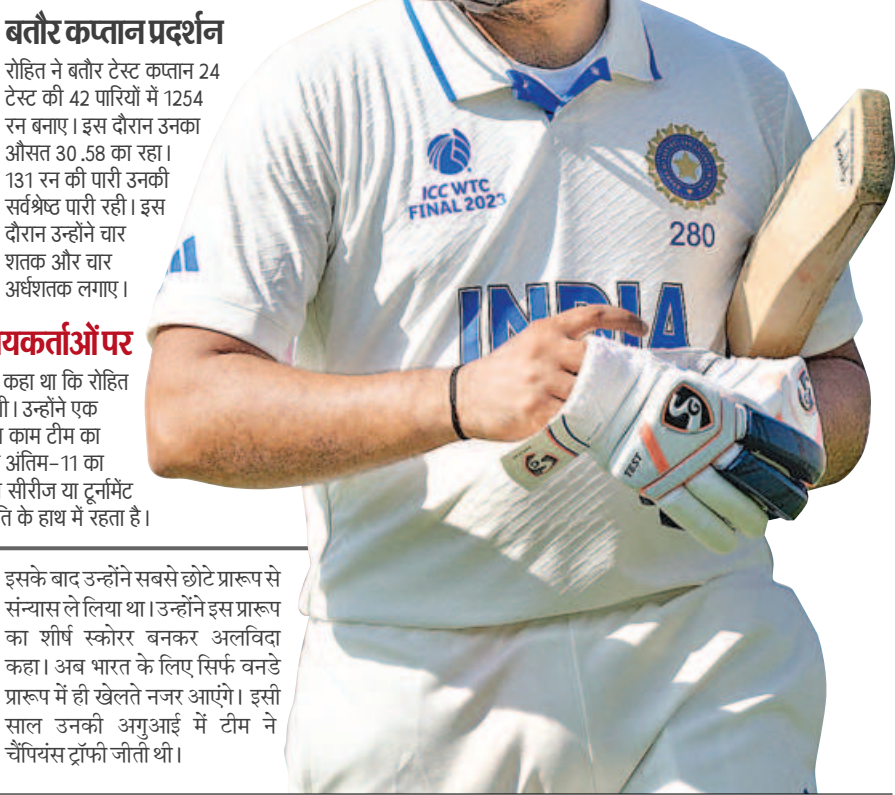 बतौर कप्तान प्रदर्शन
रोहित ने बतौर टेस्ट कप्तान 24
टेस्ट की 42 पारियों में 1254
रन बनाए। इस दौरान उनका
औसत 30.58 का रहा।
131 रन की पारी उनकी
सर्वश्रेष्ठ पारी रही। इस
दौरान उन्होंने चार
शतक और चार
अर्धशतक लगाए।
पर
कहा था कि रोहित
उन्होंने एक
काम टीम का
अंतिम-11 का
सीरीज या टूर्नामेंट
के हाथ में रहता है।
इसके बाद उन्होंने सबसे छोटे प्रारूप से
संन्यास ले लिया था। उन्होंने इस प्रारूप
का शीर्ष स्कोरर बनकर अलविदा
कहा। अब भारत के लिए सिर्फ वनडे
प्रारूप में ही खेलते नजर आएंगे। इसी
साल उनकी अगुआई में टीम ने
चैंपियंस ट्रॉफी जीती थी।
ICC WTC
FINAL 2023
280
INDIA
SG
TEST
SG